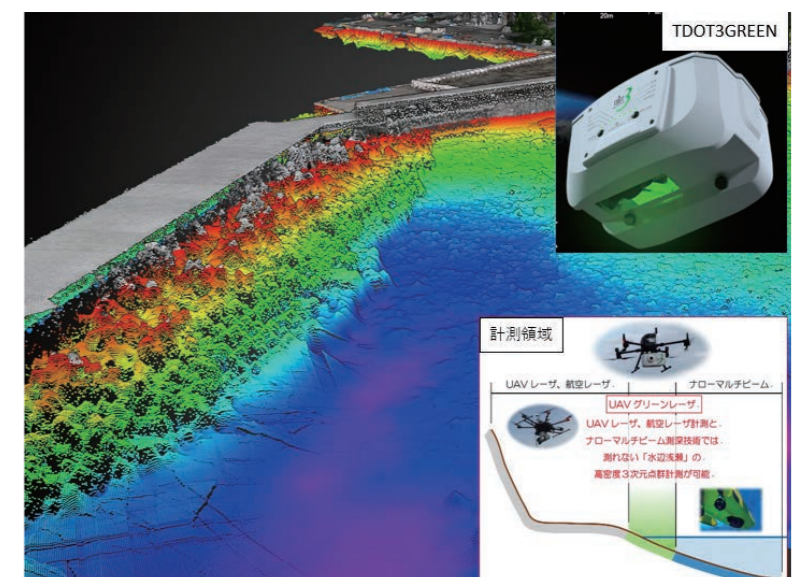 20m
TDOT3GREEN
計測領域
UAVレーザ、航空レーザ
ナローマルチビーム
UAVグリーンレーザ
UAVレーザ、航空レーザ計測と
ナローマルチビーム測深技術では
測れない「水辺浅瀬」の
高密度３次元点群計測が可能